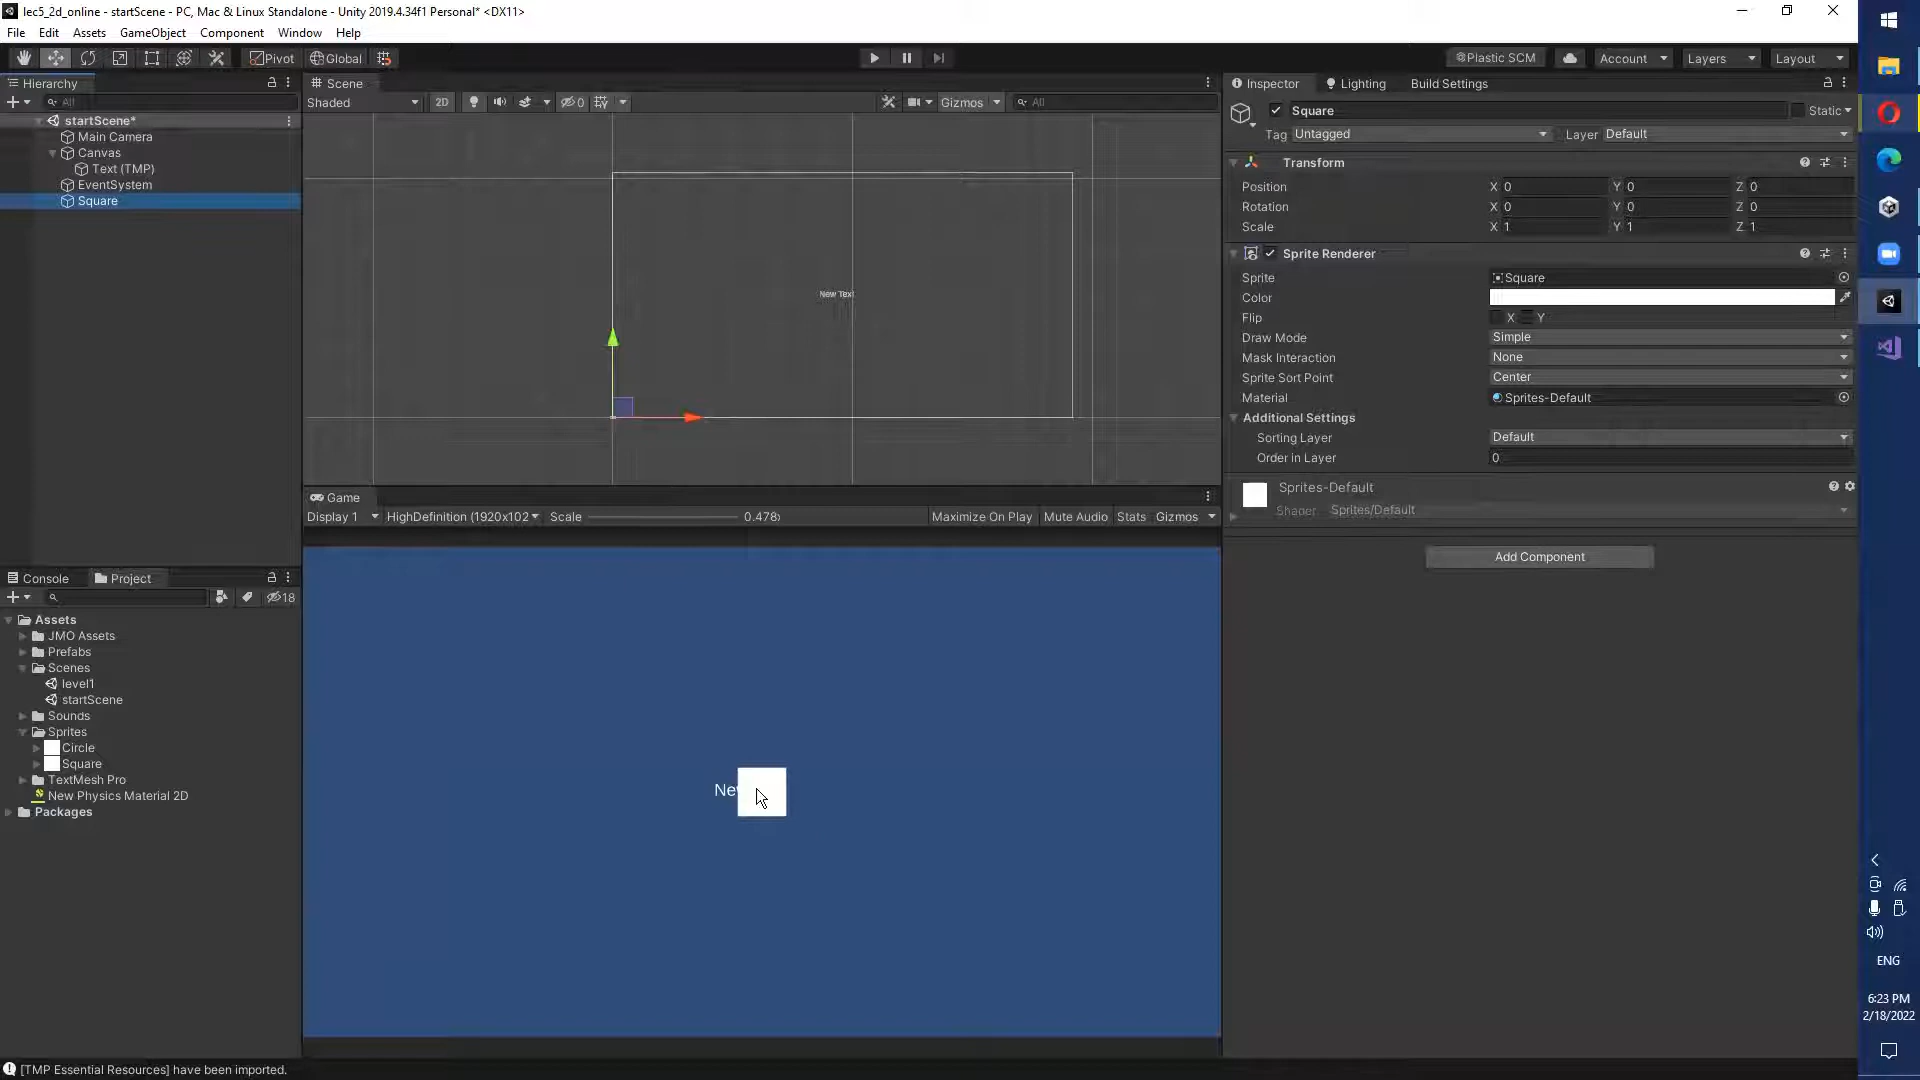 lec5_2d_online - startScene - PC, Mac & Linux Standalone - Unity 2019.4.34f1 Personal* <DX11>
File Edit Assets GameObject Component Window Help
Pivot Global Plastic SCM Account Layers Layout
Hierarchy
All
startScene*
Main Camera
Canvas
Text (TMP)
EventSystem
Square
Scene
Shaded 2D 0 Gizmos All
New Text
Game
Display 1 HighDefinition (1920x102 Scale 0.478 Maximize On Play Mute Audio Stats Gizmos
Ne
Console Project
18
Assets
JMO Assets
Prefabs
Scenes
level1
startScene
Sounds
Sprites
Circle
Square
TextMesh Pro
New Physics Material 2D
Packages
[TMP Essential Resources] have been imported.
Inspector Lighting Build Settings
Square Static
Tag Untagged Layer Default
Transform
Position X 0 Y 0 Z 0
Rotation X 0 Y 0 Z 0
Scale X 1 Y 1 Z 1
Sprite Renderer
Sprite Square
Color
Flip X Y
Draw Mode Simple
Mask Interaction None
Sprite Sort Point Center
Material Sprites-Default
Additional Settings
Sorting Layer Default
Order in Layer 0
Sprites-Default
Shader Sprites/Default
Add Component
ENG
6:23 PM
2/18/2022